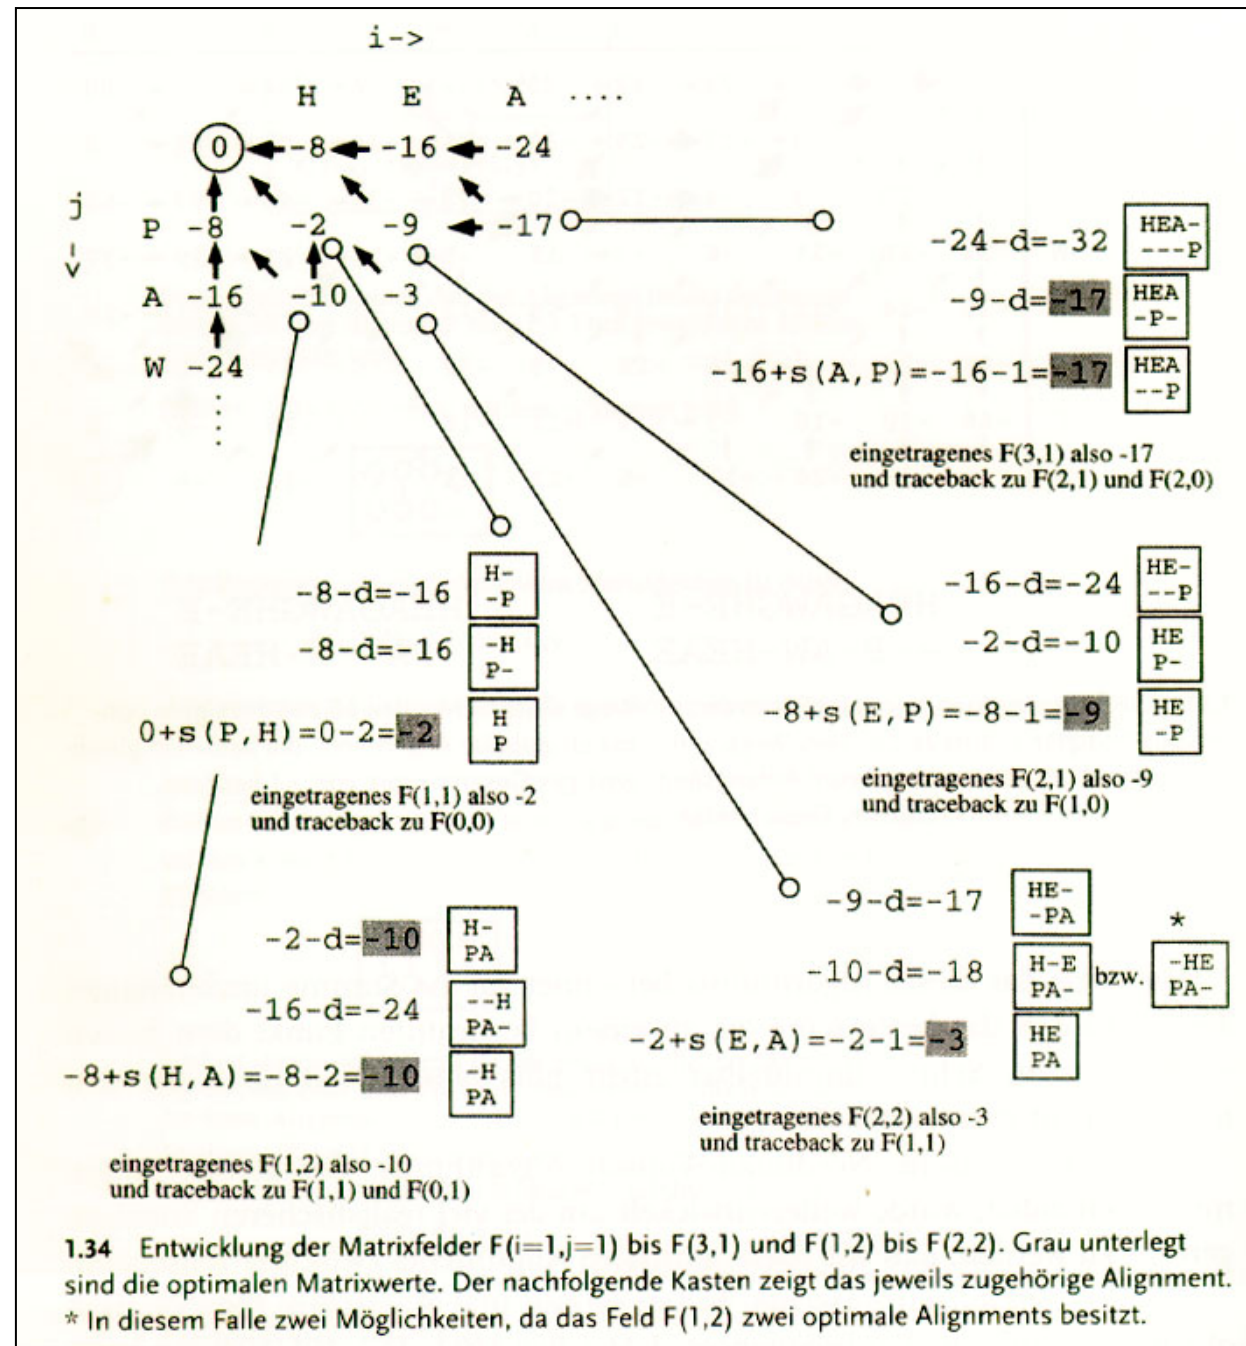 i->
H E A ....
0 -8 -16 -24
j
P -8 -2 -9 -17
A -16 -10 -3
W -24
-24-d=-32 HEA-
---P
-9-d=-17 HEA
-P-
-16+s(A,P)=-16-1=-17 HEA
--P
eingetragenes F(3,1) also -17
und traceback zu F(2,1) und F(2,0)
-8-d=-16 H-
-P
-8-d=-16 -H
P-
0+s(P,H)=0-2=-2 H
P
eingetragenes F(1,1) also -2
und traceback zu F(0,0)
-16-d=-24 HE-
--P
-2-d=-10 HE
P-
-8+s(E,P)=-8-1=-9 HE
-P
eingetragenes F(2,1) also -9
und traceback zu F(1,0)
-2-d=-10 H-
PA
-16-d=-24 --H
PA-
-8+s(H,A)=-8-2=-10 -H
PA
eingetragenes F(1,2) also -10
und traceback zu F(1,1) und F(0,1)
-9-d=-17 HE-
-PA
*
-10-d=-18 H-E bzw. -HE
PA- PA-
-2+s(E,A)=-2-1=-3 HE
PA
eingetragenes F(2,2) also -3
und traceback zu F(1,1)
1.34 Entwicklung der Matrixfelder F(i=1,j=1) bis F(3,1) und F(1,2) bis F(2,2). Grau unterlegt
sind die optimalen Matrixwerte. Der nachfolgende Kasten zeigt das jeweils zugehörige Alignment.
* In diesem Falle zwei Möglichkeiten, da das Feld F(1,2) zwei optimale Alignments besitzt.